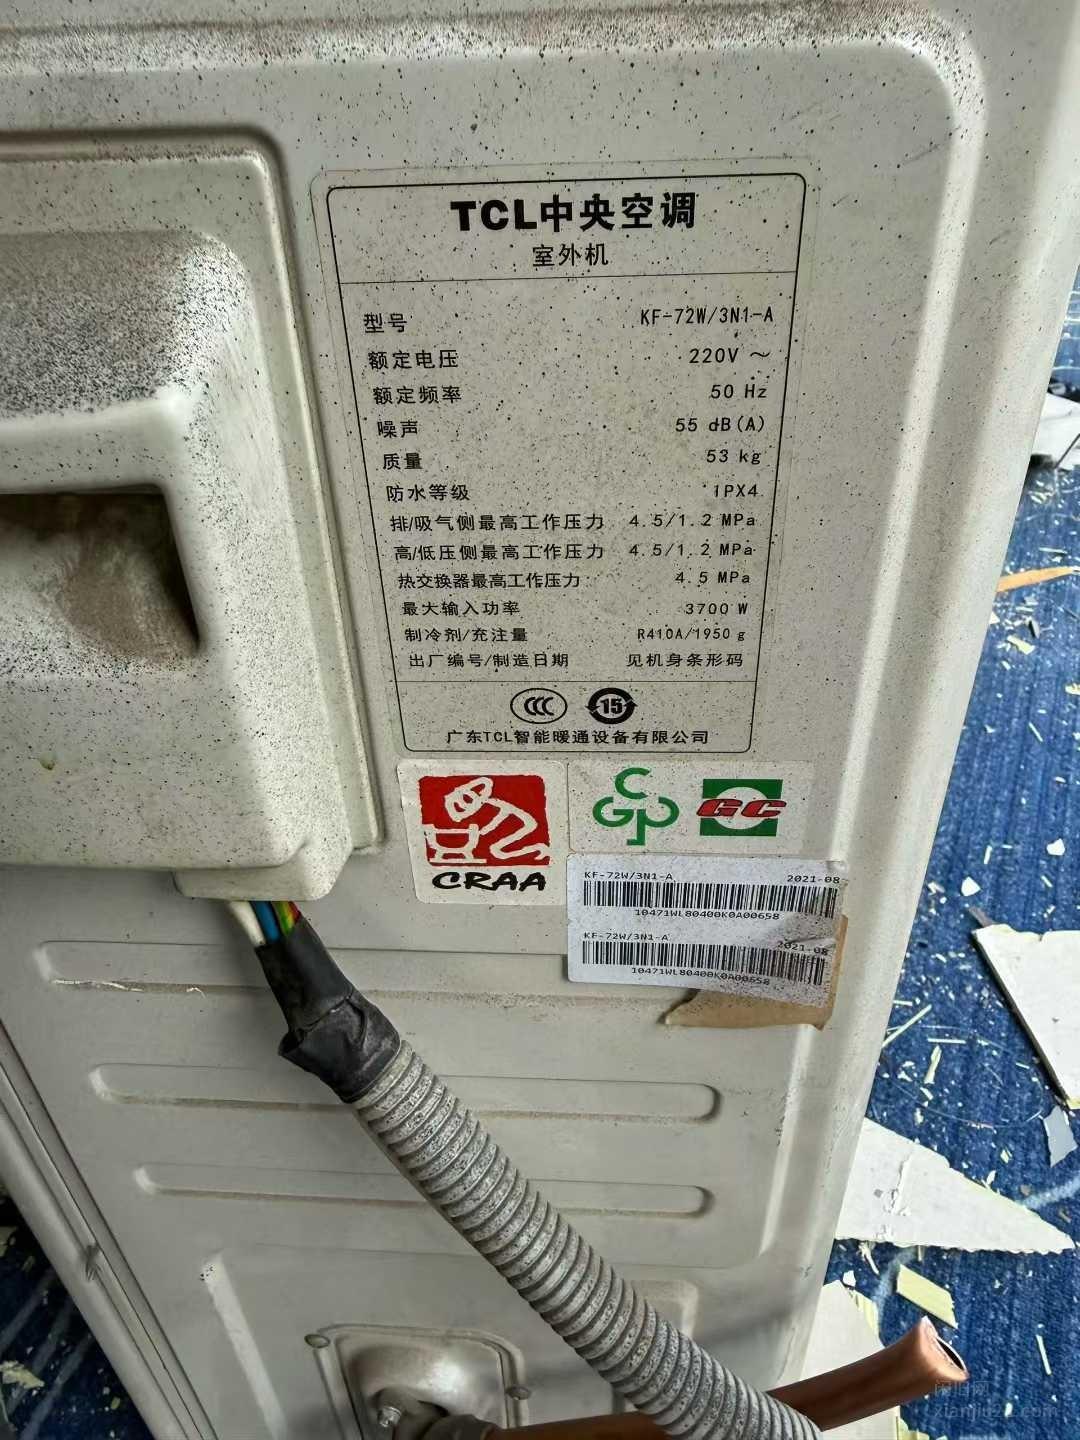 TCL中央空调
室外机
型号 KF-72W/3N1-A
额定电压 220V ～
额定频率 50 Hz
噪声 55 dB(A)
质量 53 kg
防水等级 IPX4
排/吸气侧最高工作压力 4.5/1.2 MPa
高/低压侧最高工作压力 4.5/1.2 MPa
热交换器最高工作压力 4.5 MPa
最大输入功率 3700 W
制冷剂/充注量 R410A/1950 g
出厂编号/制造日期 见机身条形码
CCC 15
广东TCL智能暖通设备有限公司
CRAA
CGP GC
KF-72W/3N1-A 2021-08
10471WL80400K0A00658
KF-72W/3N1-A 2021-08
10471WL80400K0A00658